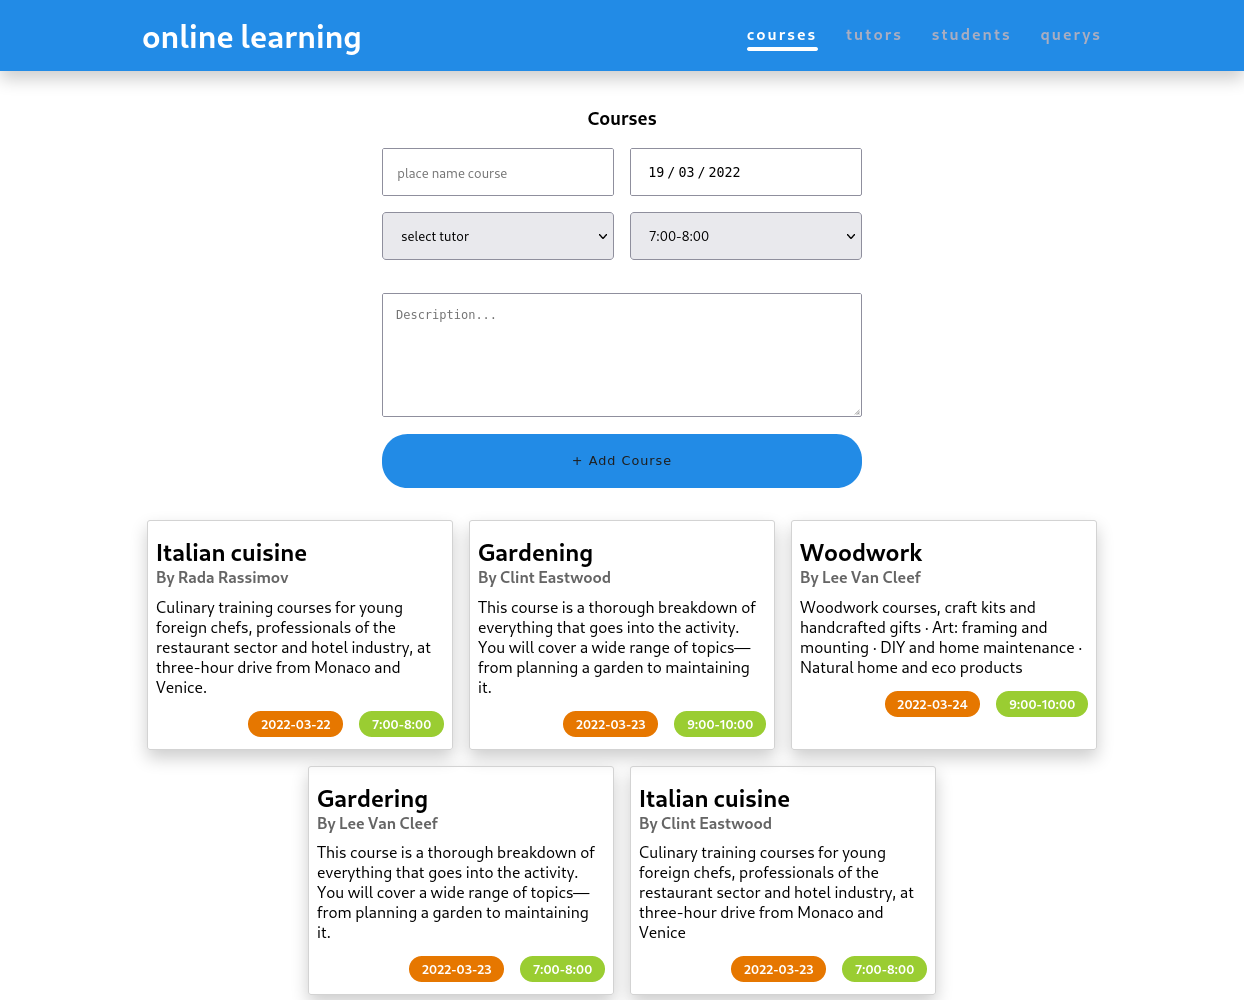 online learning
courses tutors students querys
Courses
place name course
19 / 03 / 2022
select tutor
7:00-8:00
Description...
+ Add Course
Italian cuisine
By Rada Rassimov
Culinary training courses for young
foreign chefs, professionals of the
restaurant sector and hotel industry, at
three-hour drive from Monaco and
Venice.
2022-03-22 7:00-8:00
Gardening
By Clint Eastwood
This course is a thorough breakdown of
everything that goes into the activity.
You will cover a wide range of topics—
from planning a garden to maintaining
it.
2022-03-23 9:00-10:00
Woodwork
By Lee Van Cleef
Woodwork courses, craft kits and
handcrafted gifts · Art: framing and
mounting · DIY and home maintenance ·
Natural home and eco products
2022-03-24 9:00-10:00
Gardering
By Lee Van Cleef
This course is a thorough breakdown of
everything that goes into the activity.
You will cover a wide range of topics—
from planning a garden to maintaining
it.
2022-03-23 7:00-8:00
Italian cuisine
By Clint Eastwood
Culinary training courses for young
foreign chefs, professionals of the
restaurant sector and hotel industry, at
three-hour drive from Monaco and
Venice
2022-03-23 7:00-8:00